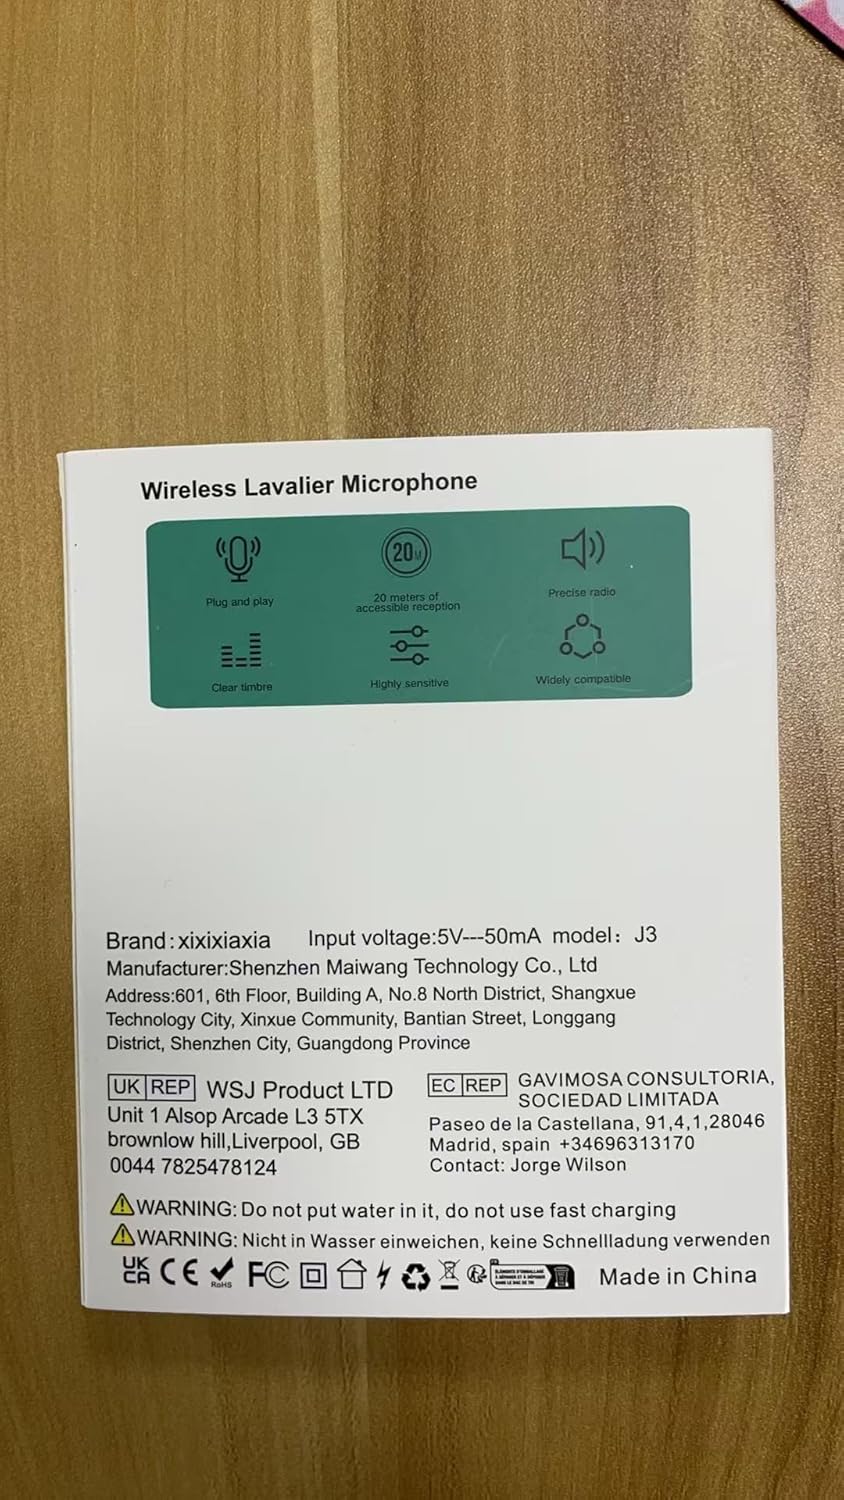 Wireless Lavalier Microphone
20M
Plug and play
20 meters of
accessible reception
Precise radio
Clear timbre
Highly sensitive
Widely compatible
Brand:xixixiaxia Input voltage:5V---50mA model: J3
Manufacturer:Shenzhen Maiwang Technology Co., Ltd
Address:601, 6th Floor, Building A, No.8 North District, Shangxue
Technology City, Xinxue Community, Bantian Street, Longgang
District, Shenzhen City, Guangdong Province
UK REP WSJ Product LTD
Unit 1 Alsop Arcade L3 5TX
brownlow hill,Liverpool, GB
0044 7825478124
EC REP GAVIMOSA CONSULTORIA,
SOCIEDAD LIMITADA
Paseo de la Castellana, 91,4,1,28046
Madrid, spain +34696313170
Contact: Jorge Wilson
WARNING: Do not put water in it, do not use fast charging
WARNING: Nicht in Wasser einweichen, keine Schnellladung verwenden
UK
CA CE RoHS FC Made in China